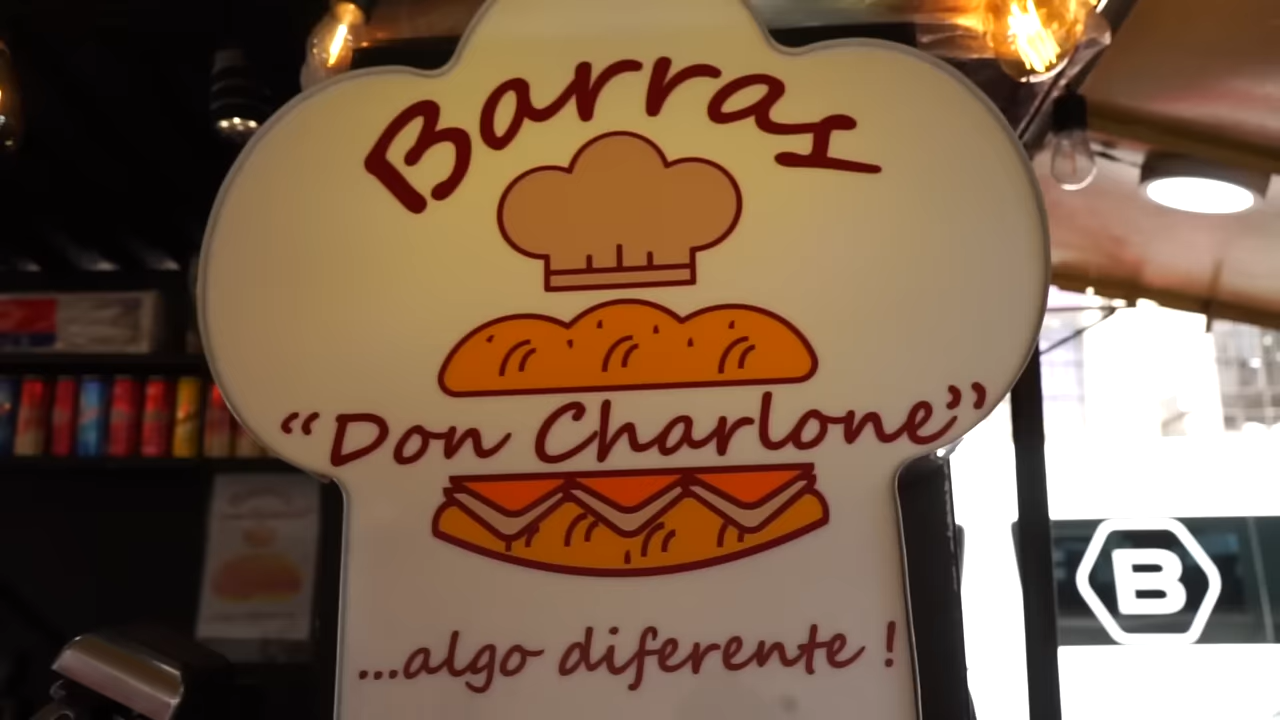 Barras
“Don Charlone”
...algo diferente !
B